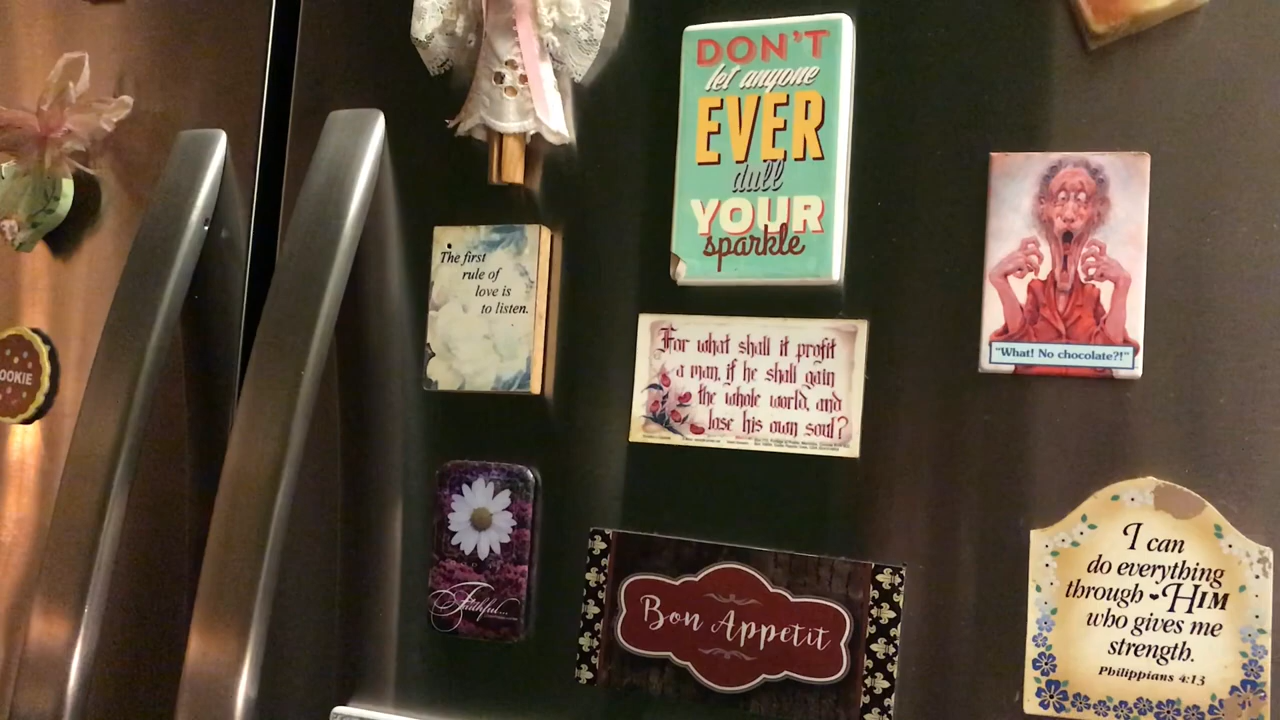 DON'T
let anyone
EVER
dull
YOUR
sparkle
The first
rule of
love is
to listen.
"What! No chocolate?!"
For what shall it profit
a man, if he shall gain
the whole world, and
lose his own soul?
OOKIE
Faithful...
Bon Appetit
I can
do everything
through HIM
who gives me
strength.
Philippians 4:13